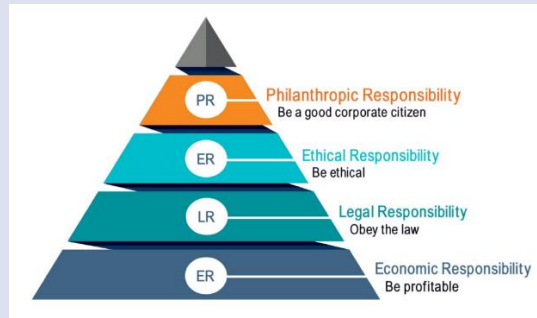 PR
Philanthropic Responsibility
Be a good corporate citizen
ER
Ethical Responsibility
Be ethical
LR
Legal Responsibility
Obey the law
ER
Economic Responsibility
Be profitable